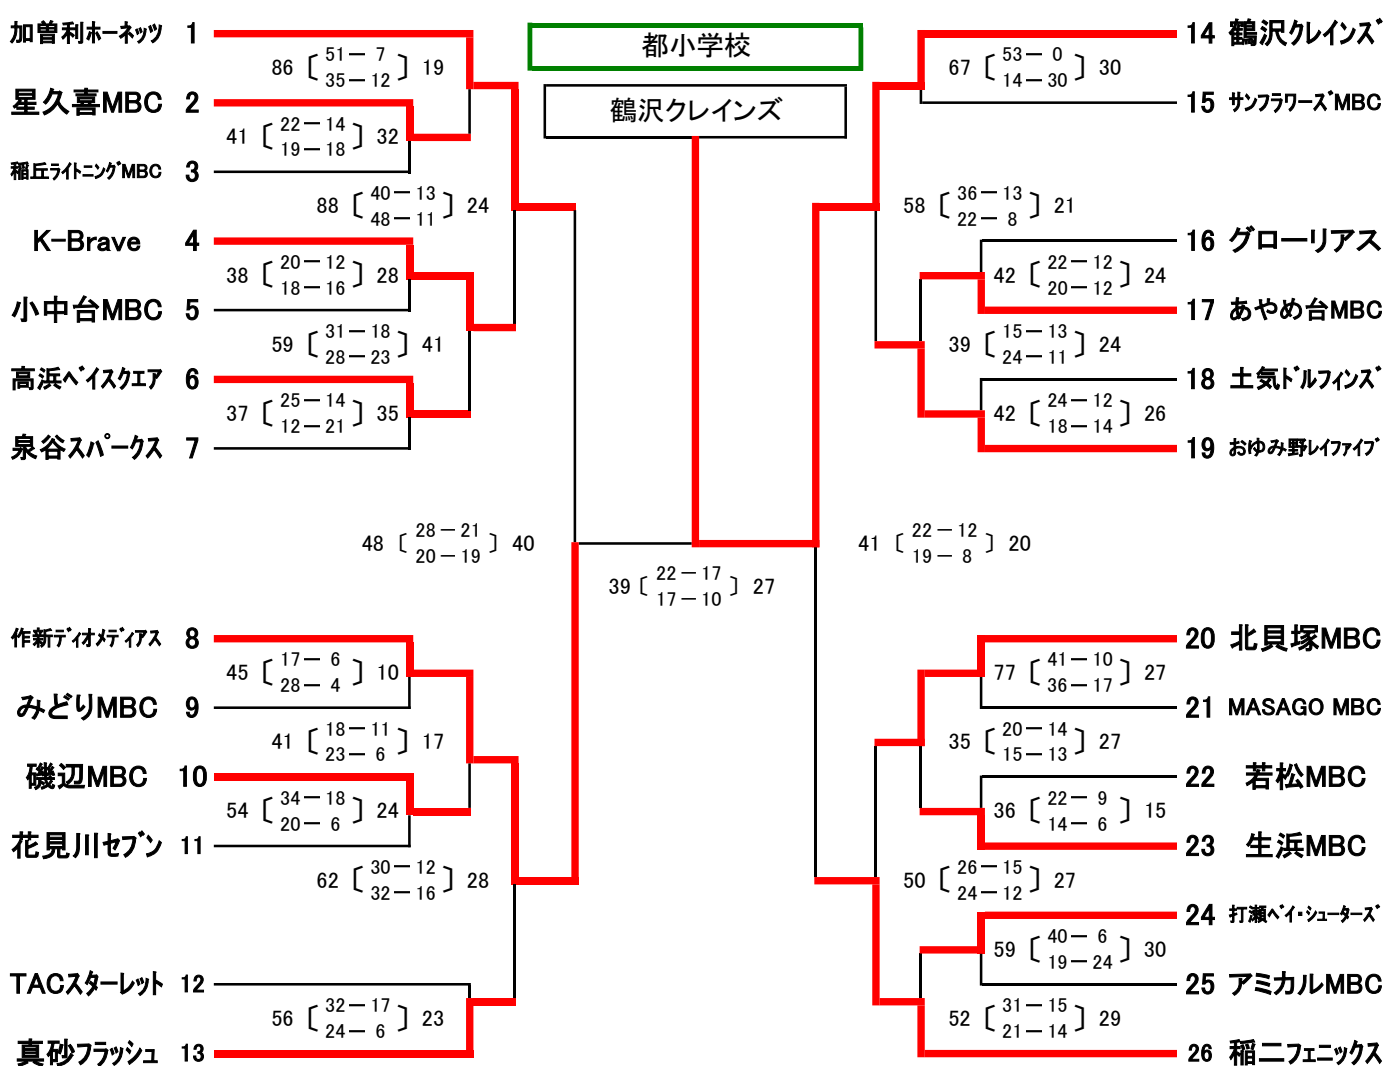 都小学校
鶴沢クレインズ
加曽利ホーネッツ 1
86 51－ 7 19
35－12
星久喜MBC 2
41 22－14 32
19－18
稲丘ライトニングMBC 3
88 40－13 24
48－11
K-Brave 4
38 20－12 28
18－16
小中台MBC 5
59 31－18 41
28－23
高浜ベイスクエア 6
37 25－14 35
12－21
泉谷スパークス 7
48 28－21 40
20－19
作新ディオメディアス 8
45 17－ 6 10
28－ 4
みどりMBC 9
41 18－11 17
23－ 6
磯辺MBC 10
54 34－18 24
20－ 6
花見川セブン 11
62 30－12 28
32－16
TACスターレット 12
56 32－17 23
24－ 6
真砂フラッシュ 13
39 22－17 27
17－10
14 鶴沢クレインズ
67 53－ 0 30
14－30
15 サンフラワーズMBC
58 36－13 21
22－ 8
16 グローリアス
42 22－12 24
20－12
17 あやめ台MBC
39 15－13 24
24－11
18 土気ドルフィンズ
42 24－12 26
18－14
19 おゆみ野レイファイブ
41 22－12 20
19－ 8
20 北貝塚MBC
77 41－10 27
36－17
21 MASAGO MBC
35 20－14 27
15－13
22 若松MBC
36 22－ 9 15
14－ 6
23 生浜MBC
50 26－15 27
24－12
24 打瀬ベイ・シューターズ
59 40－ 6 30
19－24
25 アミカルMBC
52 31－15 29
21－14
26 稲二フェニックス